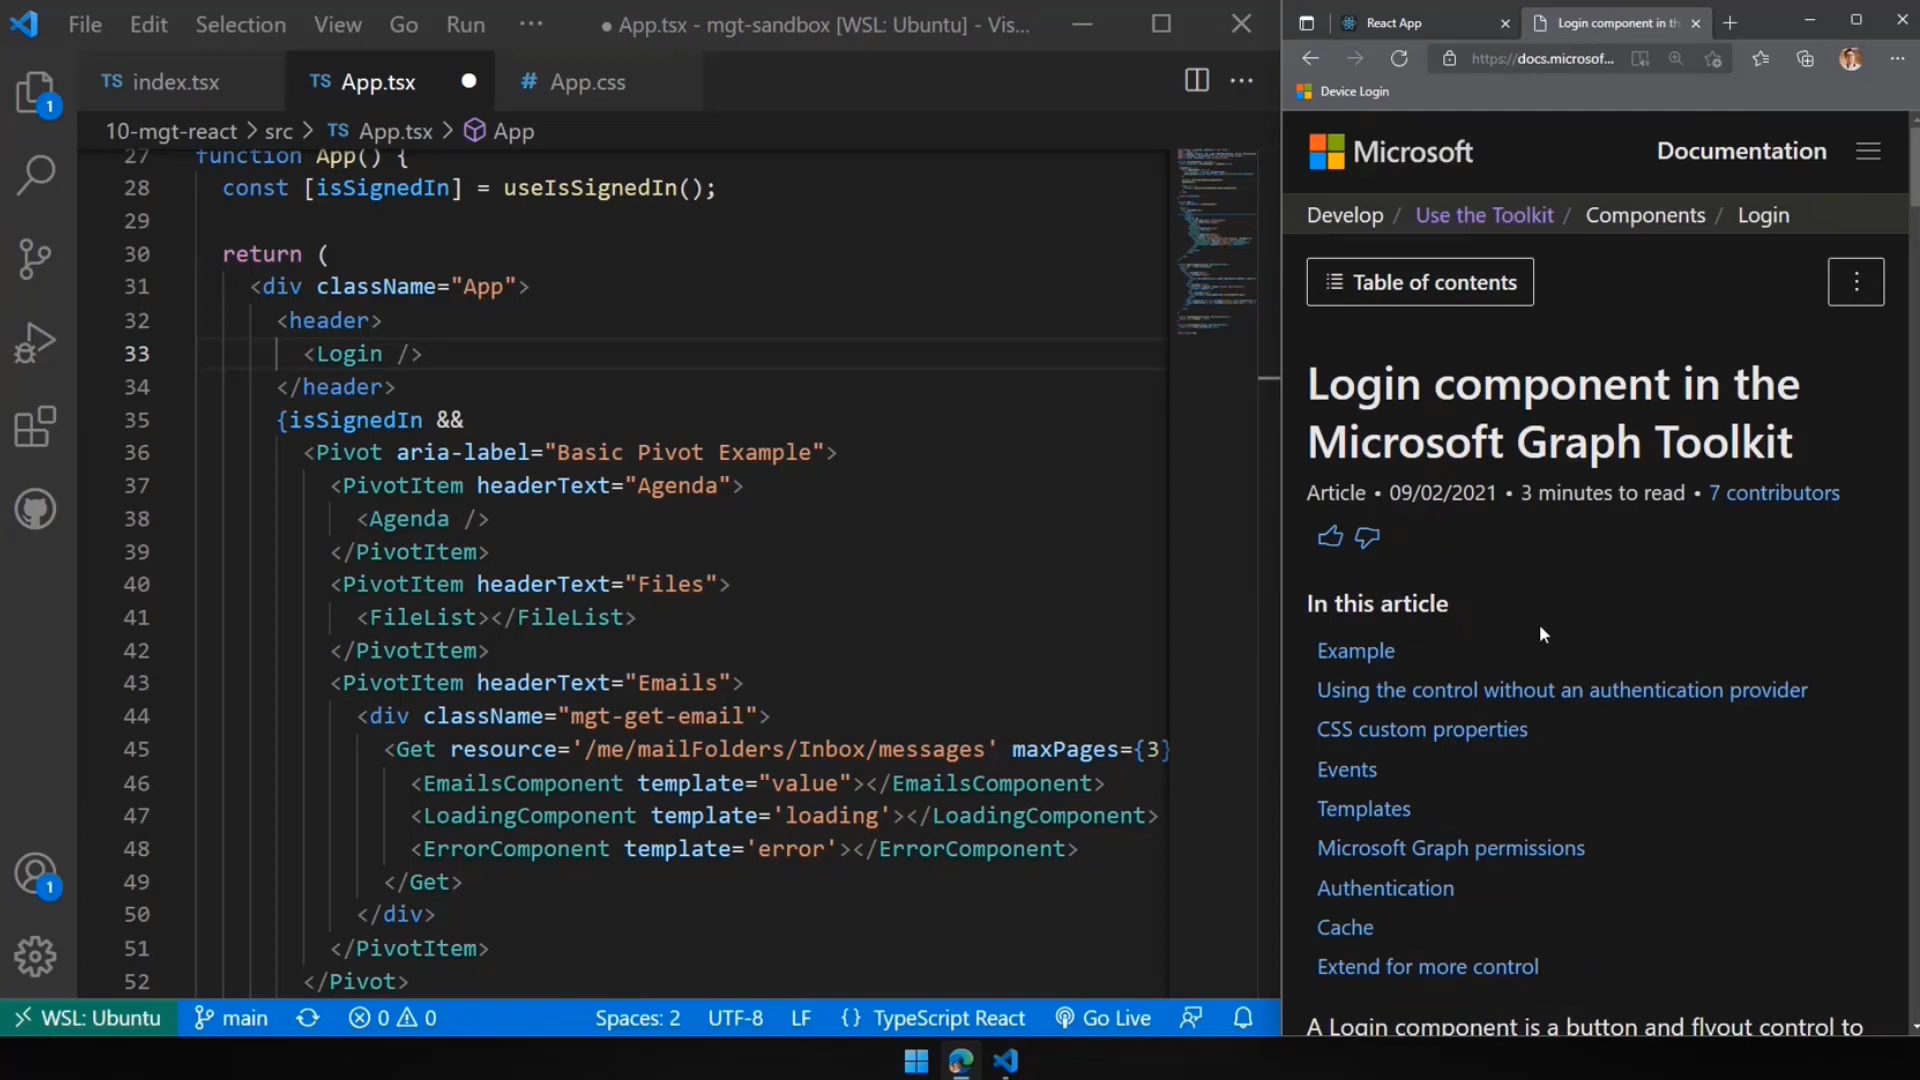 File Edit Selection View Go Run ··· ● App.tsx - mgt-sandbox [WSL: Ubuntu] - Vis...
TS index.tsx TS App.tsx # App.css
10-mgt-react > src > TS App.tsx > App
27 function App() {
28 const [isSignedIn] = useIsSignedIn();
29
30 return (
31 <div className="App">
32 <header>
33 <Login />
34 </header>
35 {isSignedIn &&
36 <Pivot aria-label="Basic Pivot Example">
37 <PivotItem headerText="Agenda">
38 <Agenda />
39 </PivotItem>
40 <PivotItem headerText="Files">
41 <FileList></FileList>
42 </PivotItem>
43 <PivotItem headerText="Emails">
44 <div className="mgt-get-email">
45 <Get resource='/me/mailFolders/Inbox/messages' maxPages={3}
46 <EmailsComponent template="value"></EmailsComponent>
47 <LoadingComponent template='loading'></LoadingComponent>
48 <ErrorComponent template='error'></ErrorComponent>
49 </Get>
50 </div>
51 </PivotItem>
52 </Pivot>
1
1
WSL: Ubuntu main 0 0 Spaces: 2 UTF-8 LF {} TypeScript React Go Live
React App Login component in th
https://docs.microsof...
Device Login
Microsoft Documentation
Develop / Use the Toolkit / Components / Login
Table of contents
Login component in the
Microsoft Graph Toolkit
Article • 09/02/2021 • 3 minutes to read • 7 contributors
In this article
Example
Using the control without an authentication provider
CSS custom properties
Events
Templates
Microsoft Graph permissions
Authentication
Cache
Extend for more control
A Login component is a button and flyout control to